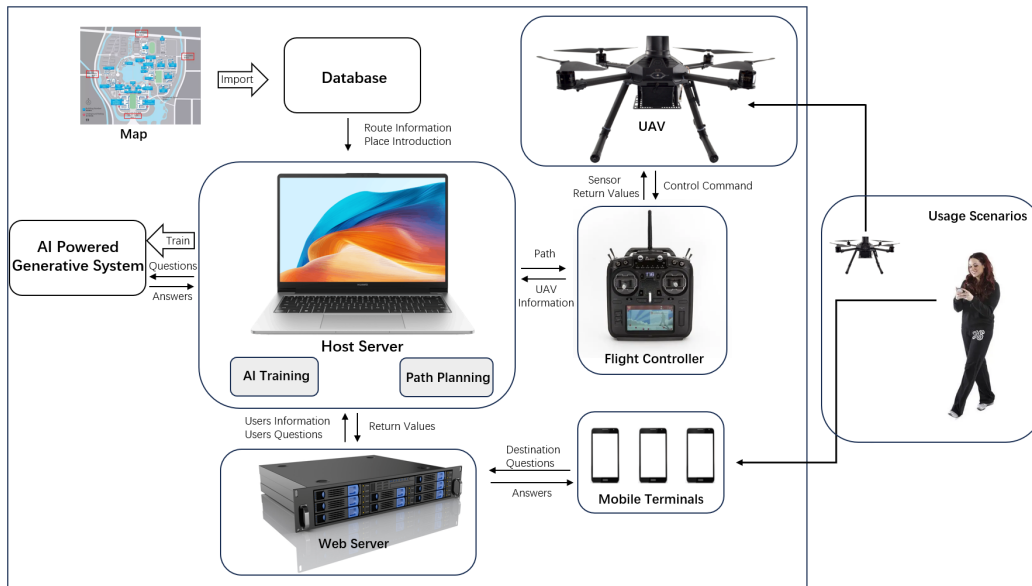 Import
Database
UAV
Map
Route Information
Place Introduction
Sensor
Return Values
Control Command
Usage Scenarios
AI Powered
Generative System
Train
Questions
Answers
Path
UAV
Information
Host Server
Flight Controller
AI Training
Path Planning
Users Information
Users Questions
Return Values
Destination
Questions
Answers
Mobile Terminals
Web Server